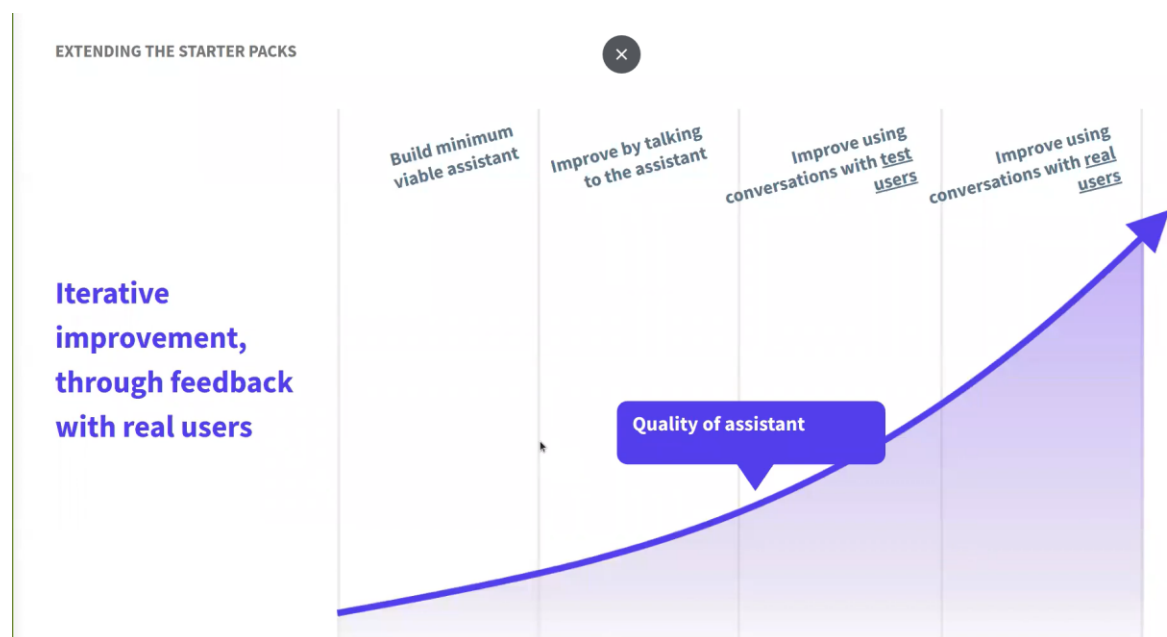 EXTENDING THE STARTER PACKS
Build minimum
viable assistant
Improve by talking
to the assistant
Improve using
conversations with test
users
Improve using
conversations with real
users
Iterative
improvement,
through feedback
with real users
Quality of assistant